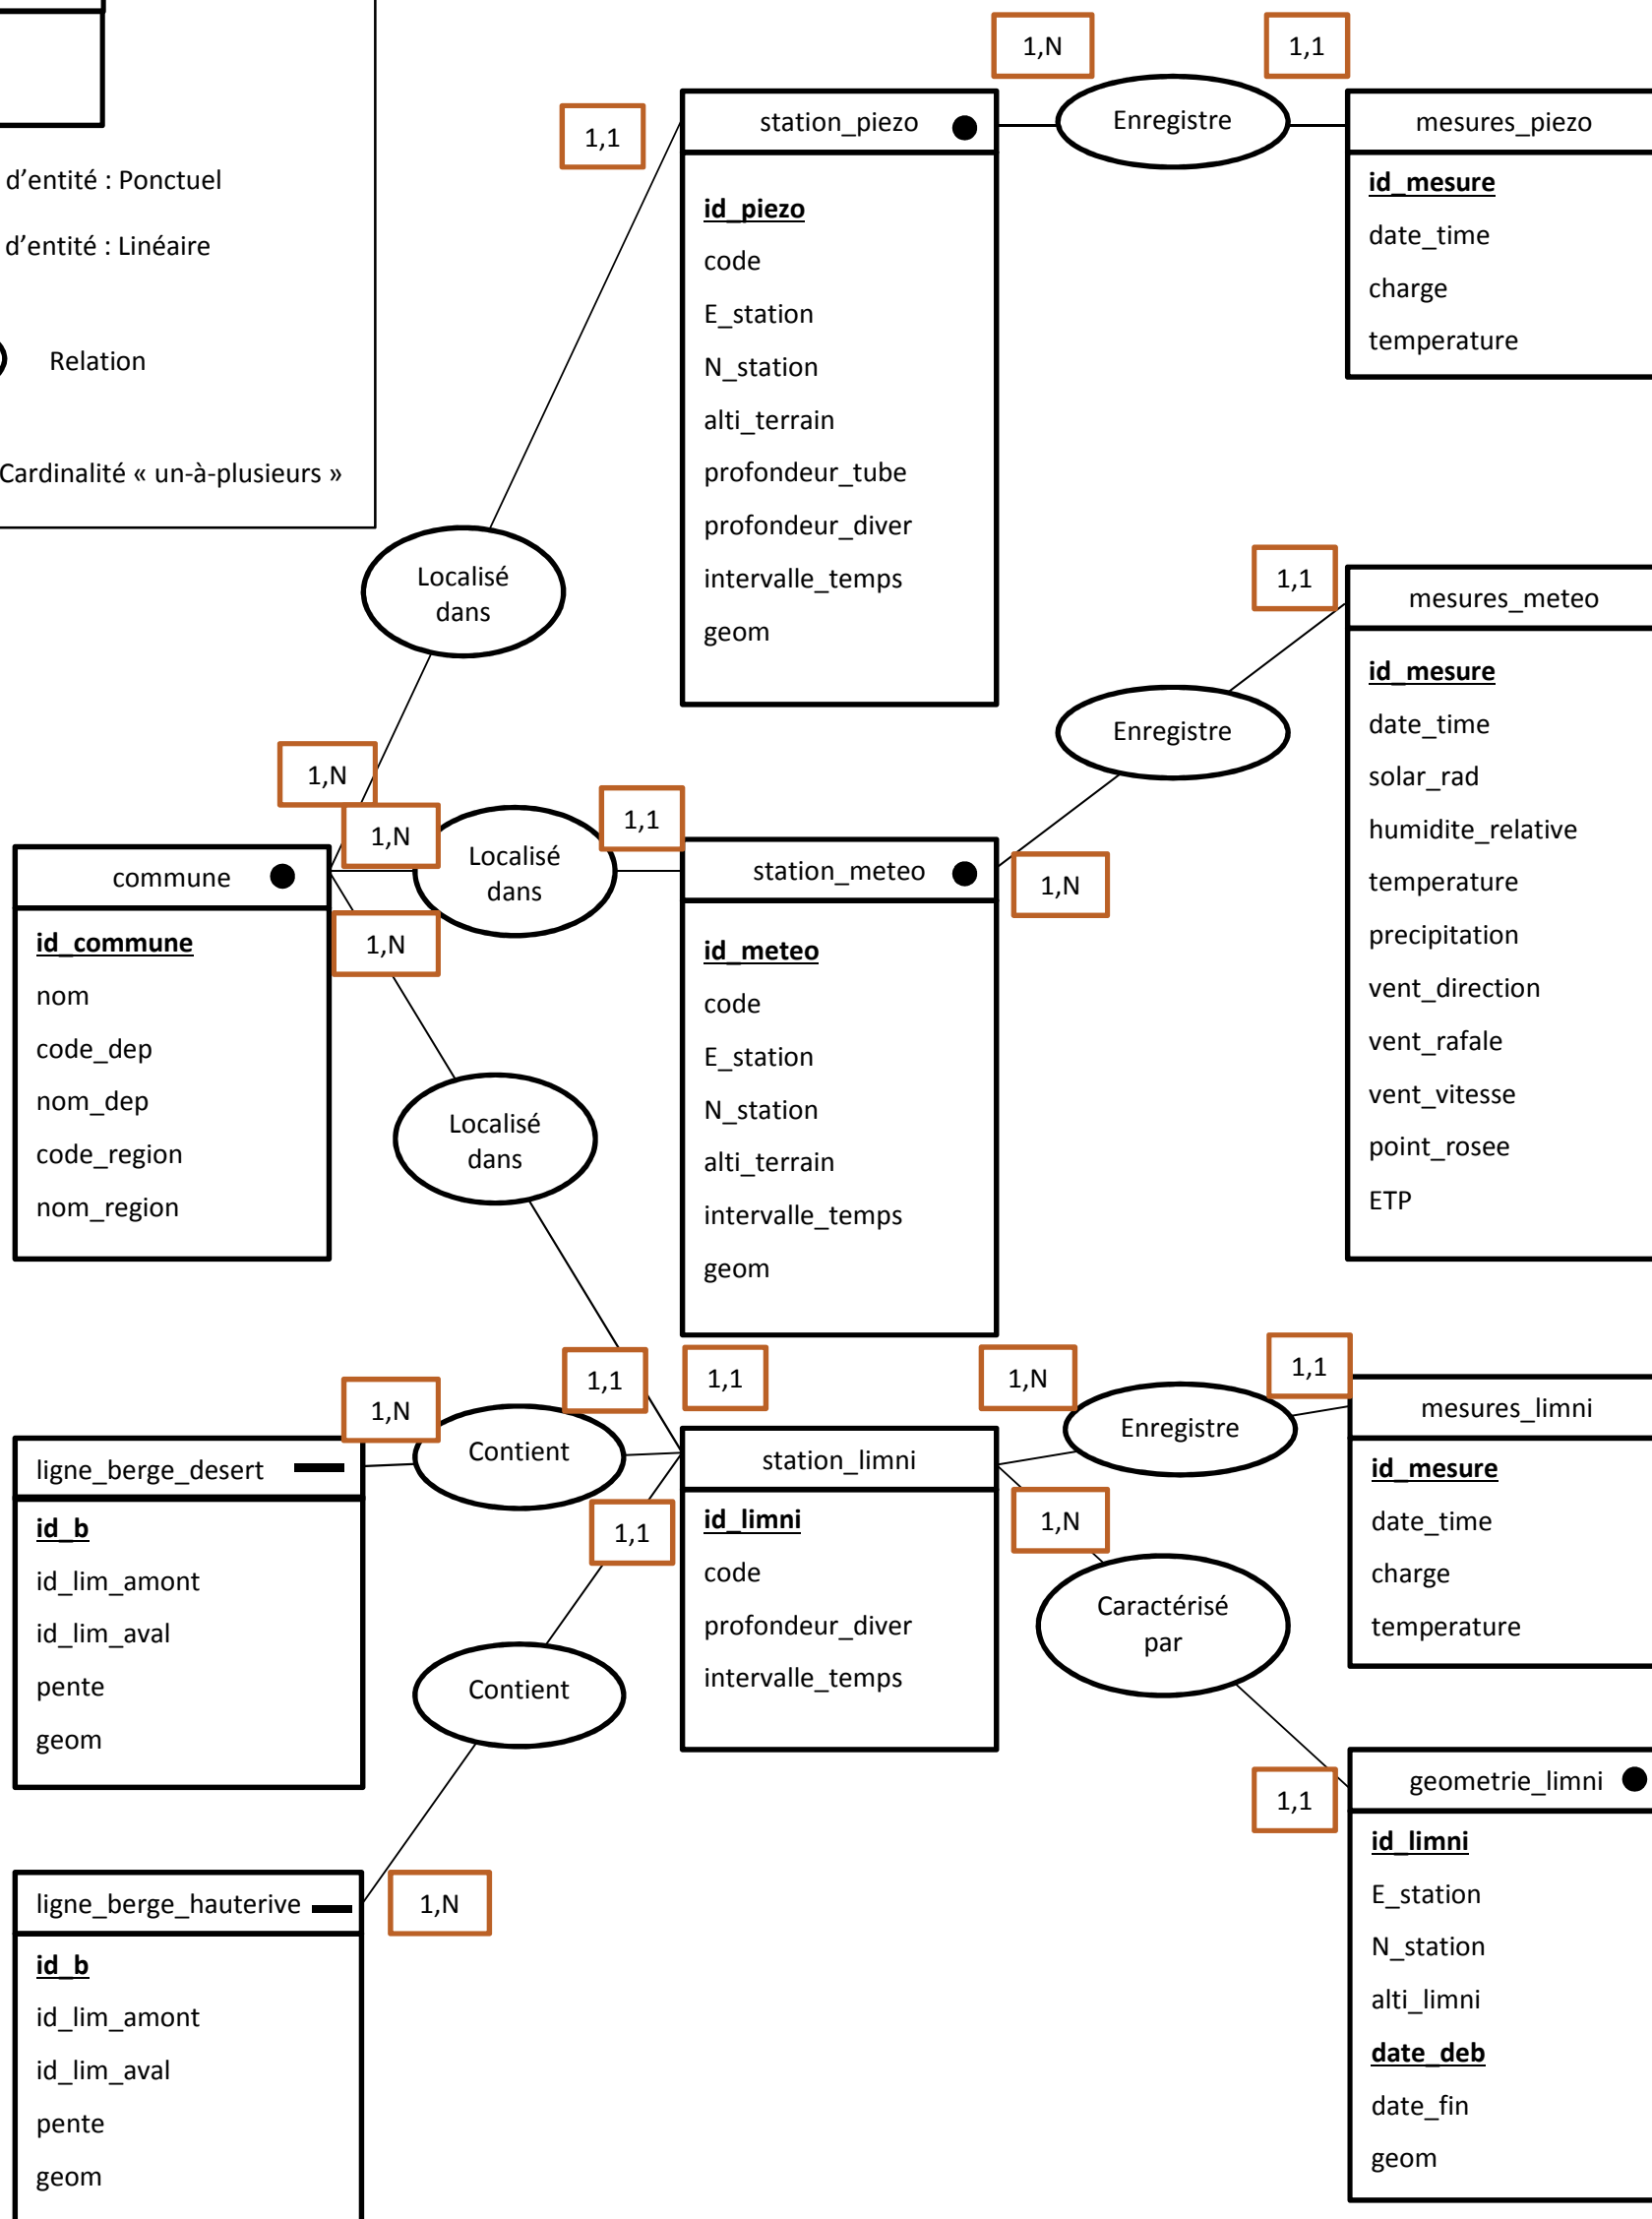 d'entité : Ponctuel
d'entité : Linéaire
Relation
Cardinalité « un-à-plusieurs »
1,N
1,1
1,1
station_piezo
Enregistre
mesures_piezo
id_piezo
code
E_station
N_station
alti_terrain
profondeur_tube
profondeur_diver
intervalle_temps
geom
id_mesure
date_time
charge
temperature
Localisé
dans
1,1
mesures_meteo
Enregistre
id_mesure
date_time
solar_rad
humidite_relative
temperature
precipitation
vent_direction
vent_rafale
vent_vitesse
point_rosee
ETP
1,N
1,N
Localisé
dans
1,1
1,N
commune
id_commune
nom
code_dep
nom_dep
code_region
nom_region
station_meteo
1,N
id_meteo
code
E_station
N_station
alti_terrain
intervalle_temps
geom
Localisé
dans
1,N
Contient
1,1
1,1
1,N
Enregistre
1,1
ligne_berge_desert
id_b
id_lim_amont
id_lim_aval
pente
geom
station_limni
id_limni
code
profondeur_diver
intervalle_temps
mesures_limni
id_mesure
date_time
charge
temperature
1,1
1,N
Caractérisé
par
Contient
1,1
geometrie_limni
id_limni
E_station
N_station
alti_limni
date_deb
date_fin
geom
ligne_berge_hauterive
1,N
id_b
id_lim_amont
id_lim_aval
pente
geom